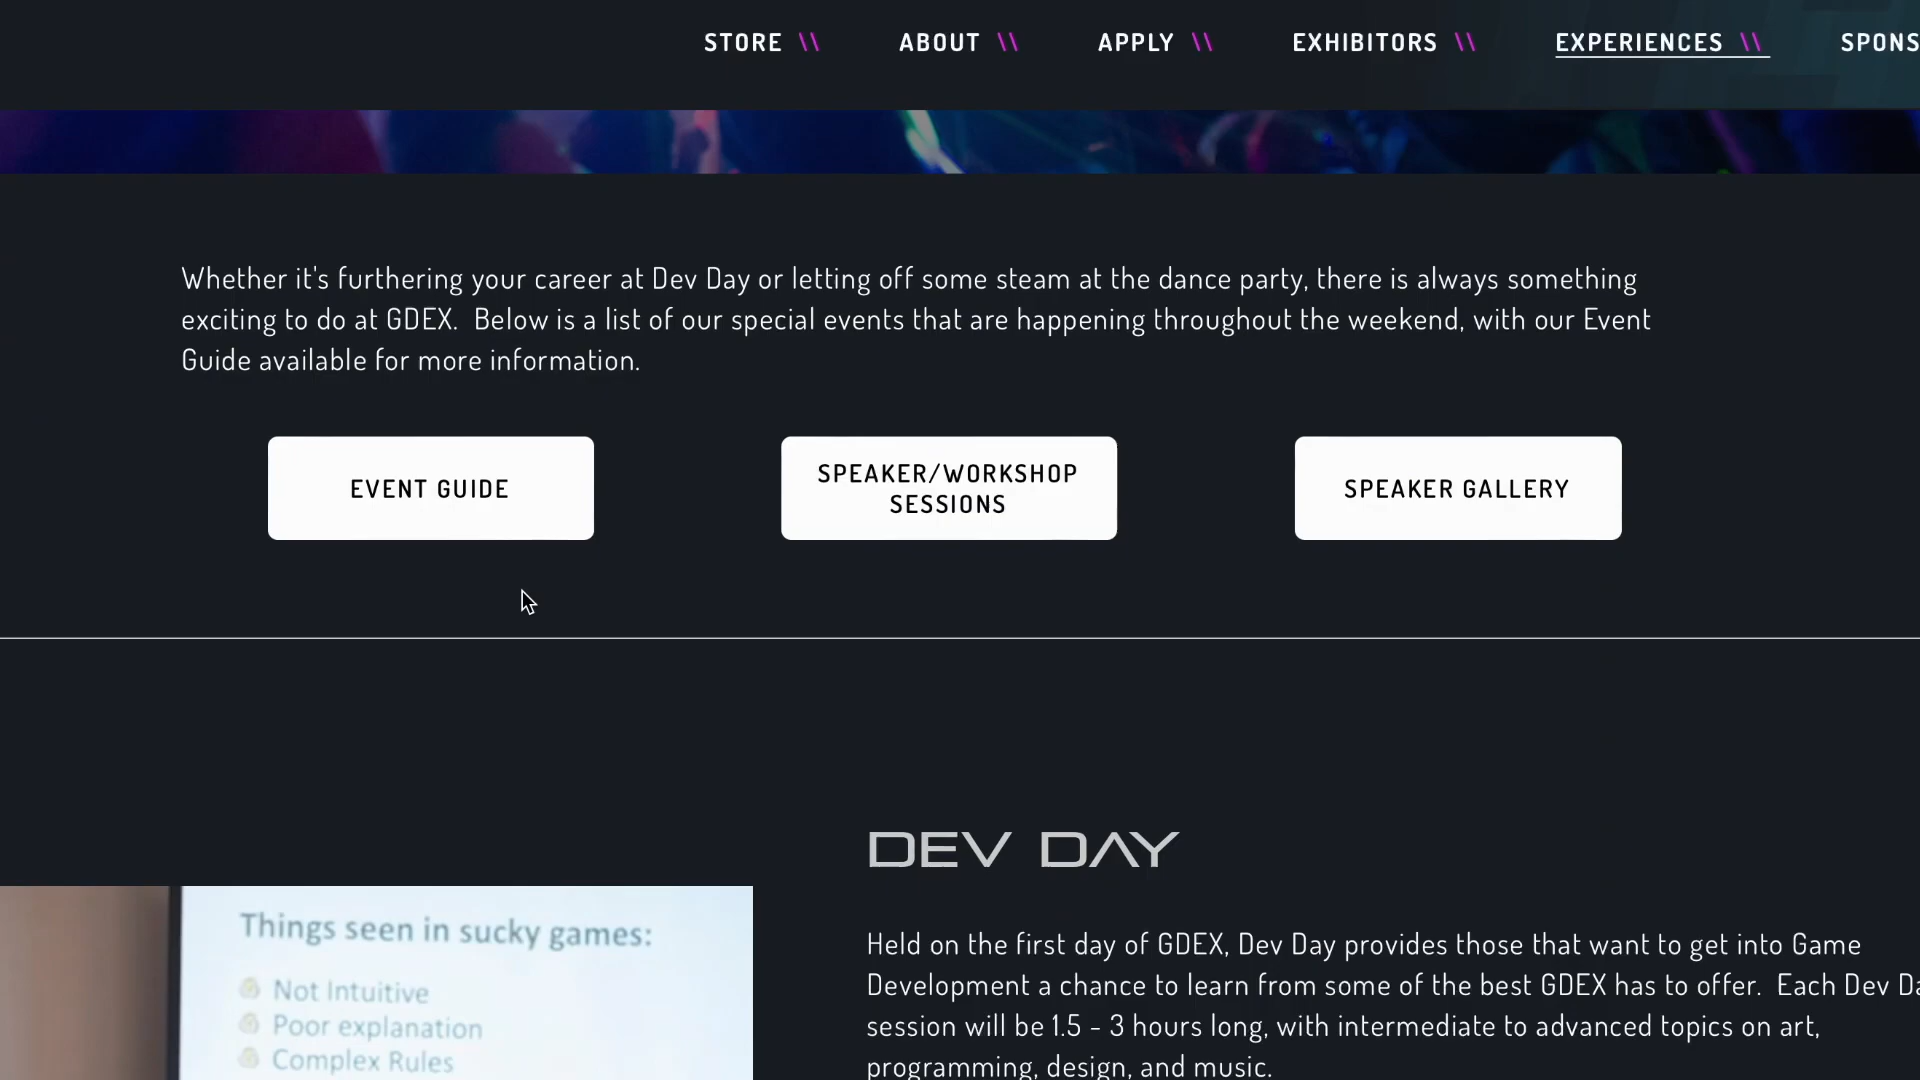 STORE \\ ABOUT \\ APPLY \\ EXHIBITORS \\ EXPERIENCES \\ SPONS
Whether it's furthering your career at Dev Day or letting off some steam at the dance party, there is always something
exciting to do at GDEX.  Below is a list of our special events that are happening throughout the weekend, with our Event
Guide available for more information.
EVENT GUIDE
SPEAKER/WORKSHOP
SESSIONS
SPEAKER GALLERY
DEV DAY
Held on the first day of GDEX, Dev Day provides those that want to get into Game
Development a chance to learn from some of the best GDEX has to offer.  Each Dev Da
session will be 1.5 - 3 hours long, with intermediate to advanced topics on art,
programming, design, and music.
Things seen in sucky games:
Not Intuitive
Poor explanation
Complex Rules